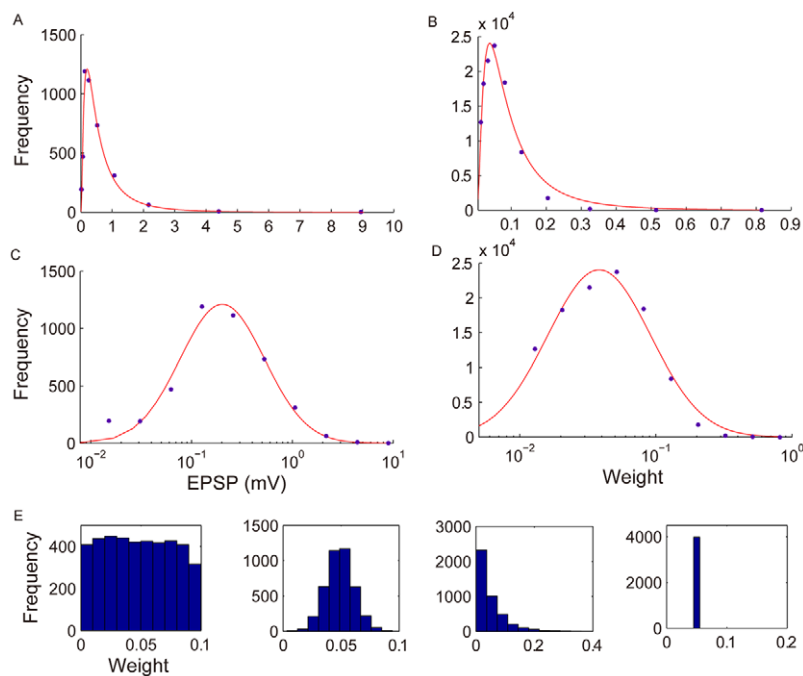 A
1500
1000
500
0
Frequency
0 1 2 3 4 5 6 7 8 9 10
B
x 10^4
2.5
2
1.5
1
0.5
0
0.1 0.2 0.3 0.4 0.5 0.6 0.7 0.8 0.9
C
1500
1000
500
0
Frequency
10^-2 10^-1 10^0 10^1
EPSP (mV)
D
x 10^4
2.5
2
1.5
1
0.5
0
10^-2 10^-1 10^0
Weight
E
Frequency
400
200
0
0 0.05 0.1
Weight
1500
1000
500
0
0 0.05 0.1
3000
2000
1000
0
0 0.2 0.4
4000
2000
0
0 0.1 0.2